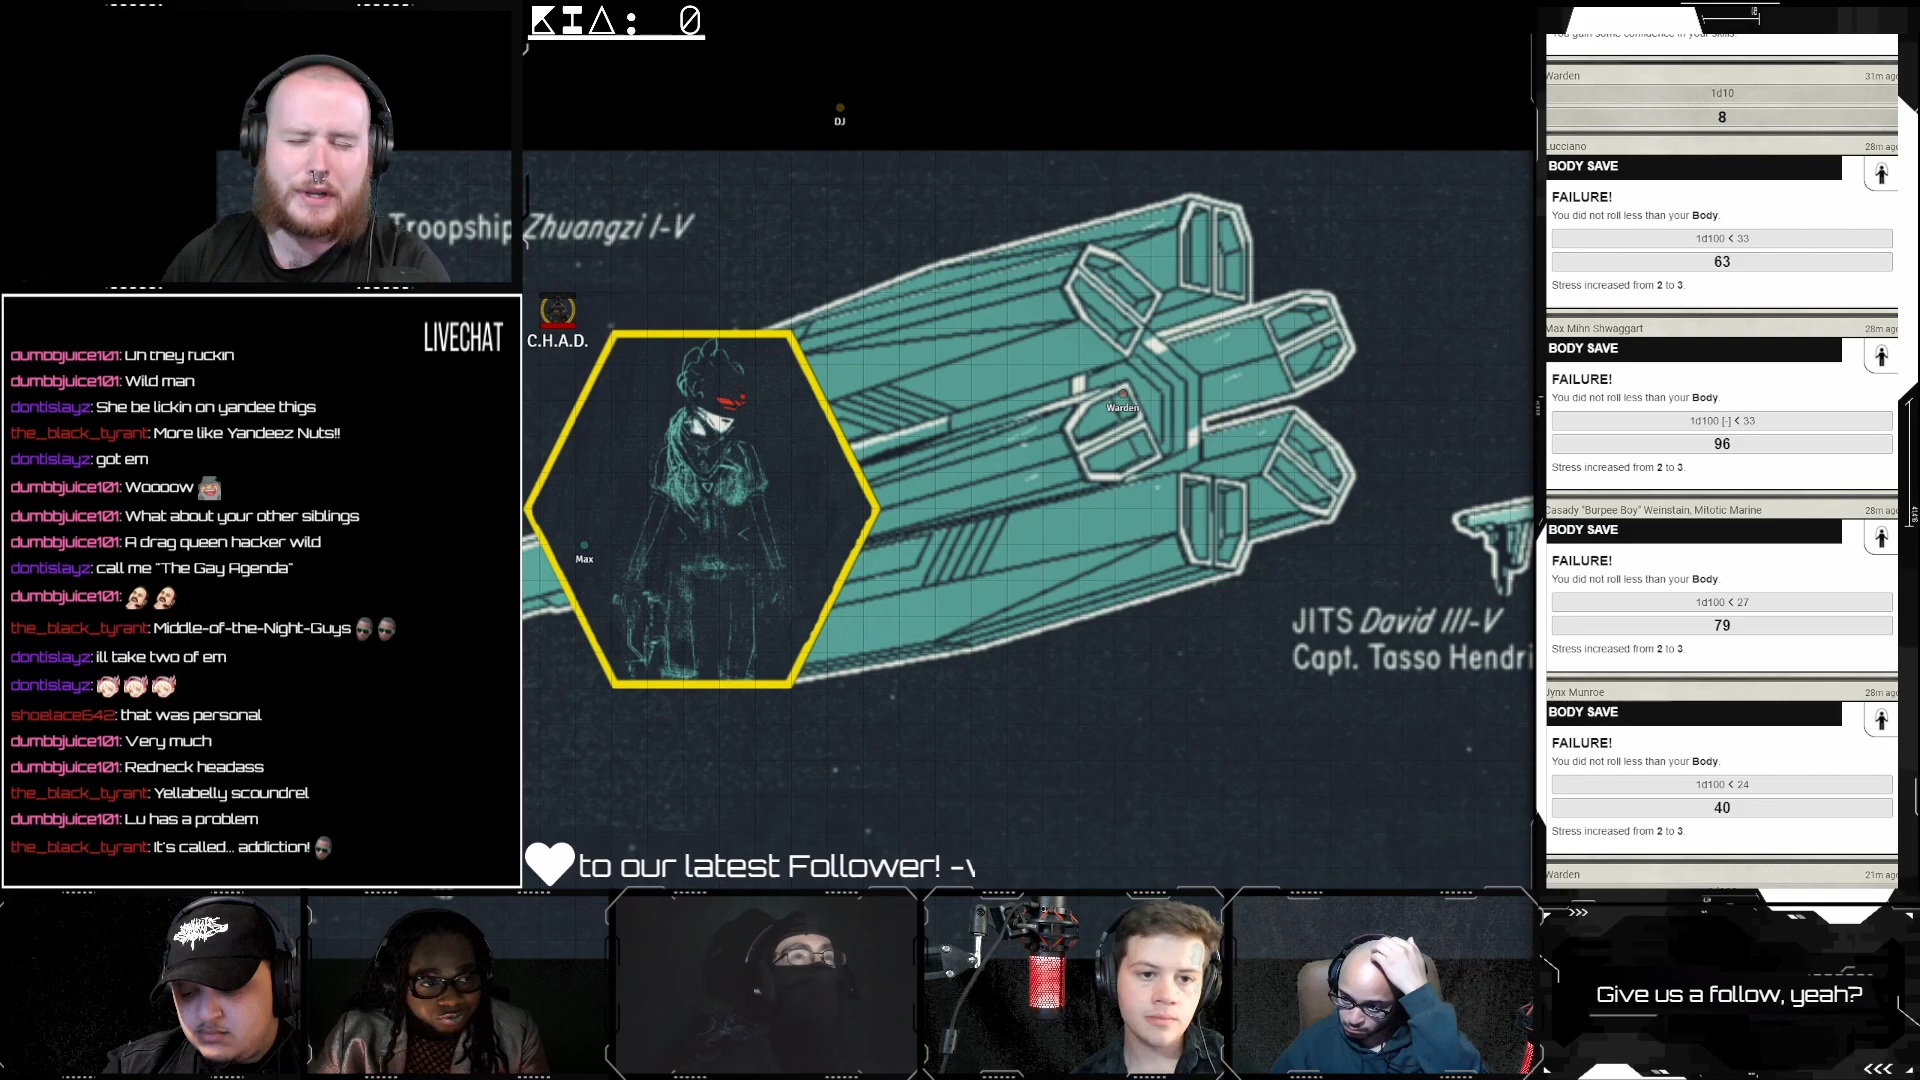 KIA: 0
DJ
Troopship Zhuangzi I-V
C.H.A.D.
Warden
Max
JITS David III-V
Capt. Tasso Hendri
LIVECHAT
dumbbjuice101: Uh they fuckin
dumbbjuice101: Wild man
dontislayz: She be lickin on yandee thigs
the_black_tyrant: More like Yandeez Nuts!!
dontislayz: got em
dumbbjuice101: Woooow
dumbbjuice101: What about your other siblings
dumbbjuice101: A drag queen hacker wild
dontislayz: call me "The Gay Agenda"
dumbbjuice101:
the_black_tyrant: Middle-of-the-Night-Guys
dontislayz: ill take two of em
dontislayz:
shoelace642: that was personal
dumbbjuice101: Very much
dumbbjuice101: Redneck headass
the_black_tyrant: Yellabelly scoundrel
dumbbjuice101: Lu has a problem
the_black_tyrant: It's called... addiction!
to our latest Follower! -v
You gain some confidence in your skills.
Warden 31m ago
1d10
8
Lucciano 28m ago
BODY SAVE
FAILURE!
You did not roll less than your Body.
1d100 < 33
63
Stress increased from 2 to 3.
Max Mihn Shwaggart 28m ago
BODY SAVE
FAILURE!
You did not roll less than your Body.
1d100 [-] < 33
96
Stress increased from 2 to 3.
Casady "Burpee Boy" Weinstain, Mitotic Marine 28m ago
BODY SAVE
FAILURE!
You did not roll less than your Body.
1d100 < 27
79
Stress increased from 2 to 3
Jynx Munroe 28m ago
BODY SAVE
FAILURE!
You did not roll less than your Body.
1d100 < 24
40
Stress increased from 2 to 3.
Warden 21m ago
Give us a follow, yeah?